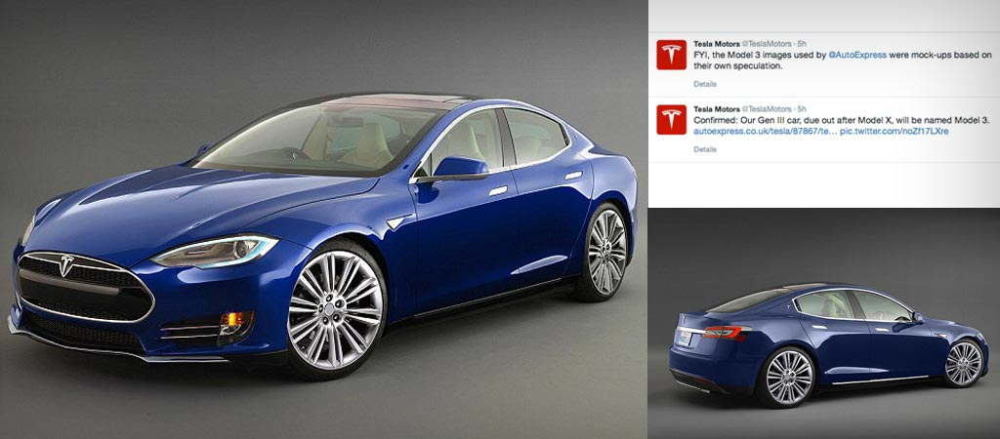 Tesla Motors @TeslaMotors · 5h
FYI, the Model 3 images used by @AutoExpress were mock-ups based on
their own speculation.
Details
Tesla Motors @TeslaMotors · 5h
Confirmed: Our Gen III car, due out after Model X, will be named Model 3.
autoexpress.co.uk/tesla/87867/te… pic.twitter.com/noZf17LXre
Details